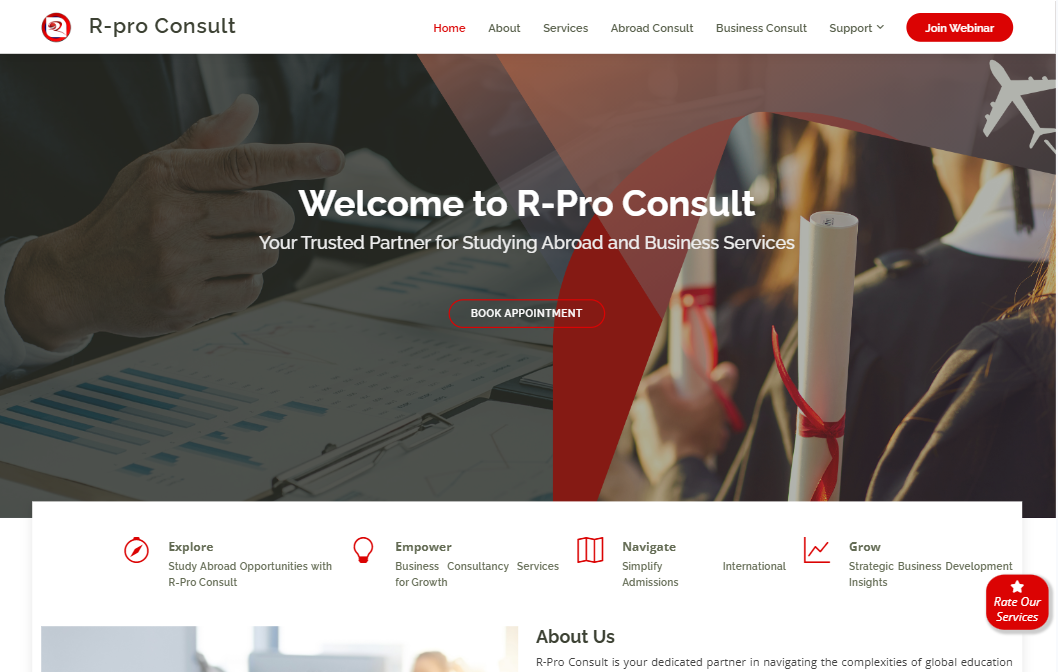 R-pro Consult
Home About Services Abroad Consult Business Consult Support Join Webinar
Welcome to R-Pro Consult
Your Trusted Partner for Studying Abroad and Business Services
BOOK APPOINTMENT
Explore
Study Abroad Opportunities with
R-Pro Consult
Empower
Business Consultancy Services
for Growth
Navigate
Simplify International
Admissions
Grow
Strategic Business Development
Insights
Rate Our
Services
About Us
R-Pro Consult is your dedicated partner in navigating the complexities of global education